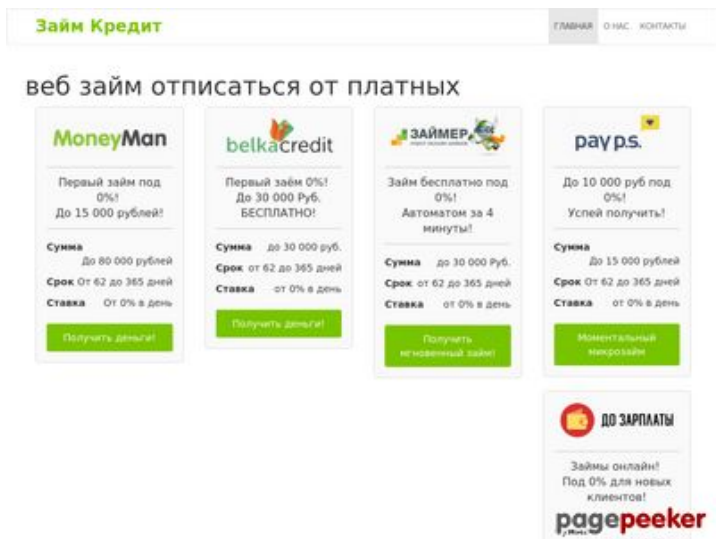 Займ Кредит
ГЛАВНАЯ О НАС. КОНТАКТЫ
веб займ отписаться от платных
MoneyMan
Первый займ под
0%!
До 15 000 рублей!
Сумма
До 80 000 рублей
Срок От 62 до 365 дней
Ставка От 0% в день
Получить деньги!
belkacredit
Первый заём 0%!
До 30 000 Руб.
БЕСПЛАТНО!
Сумма до 30 000 руб.
Срок от 62 до 365 дней
Ставка от 0% в день
Получить деньги!
ЗАЙМЕР
Займ бесплатно под
0%!
Автоматом за 4
минуты!
Сумма до 30 000 Руб.
Срок от 62 до 365 дней
Ставка от 0% в день
Получить
мгновенный займ!
pay p.s.
До 10 000 руб под
0%!
Успей получить!
Сумма
До 15 000 рублей
Срок От 62 до 365 дней
Ставка от 0% в день
Моментальный
микрозайм
ДО ЗАРПЛАТЫ
Займы онлайн!
Под 0% для новых
клиентов!
pagepeeker